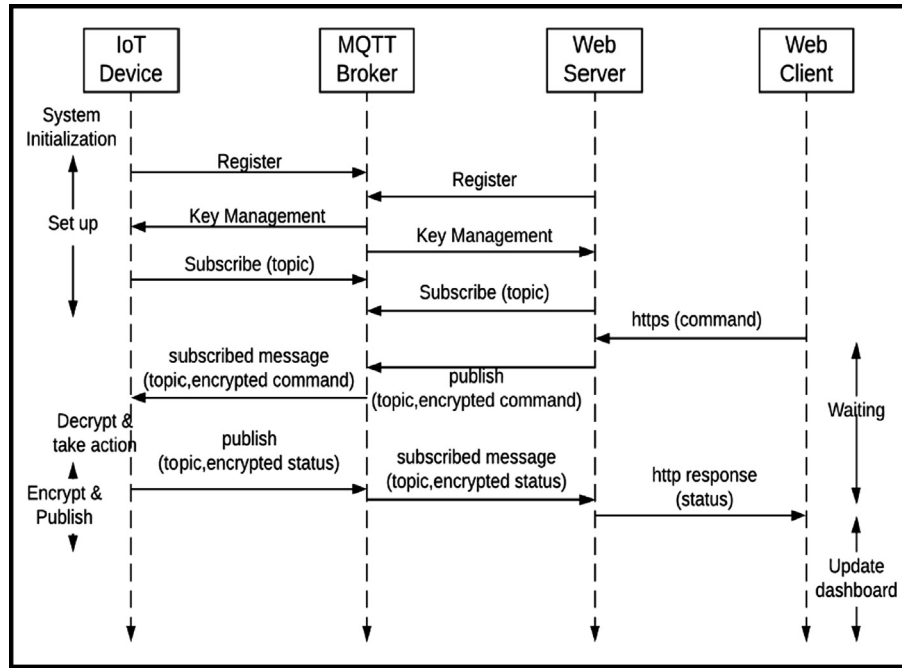 IoT
Device
MQTT
Broker
Web
Server
Web
Client
System
Initialization
Register
Register
Set up
Key Management
Key Management
Subscribe (topic)
Subscribe (topic)
https (command)
subscribed message
(topic,encrypted command)
publish
(topic,encrypted command)
Waiting
Decrypt &
take action
publish
(topic,encrypted status)
subscribed message
(topic,encrypted status)
http response
(status)
Encrypt &
Publish
Update
dashboard